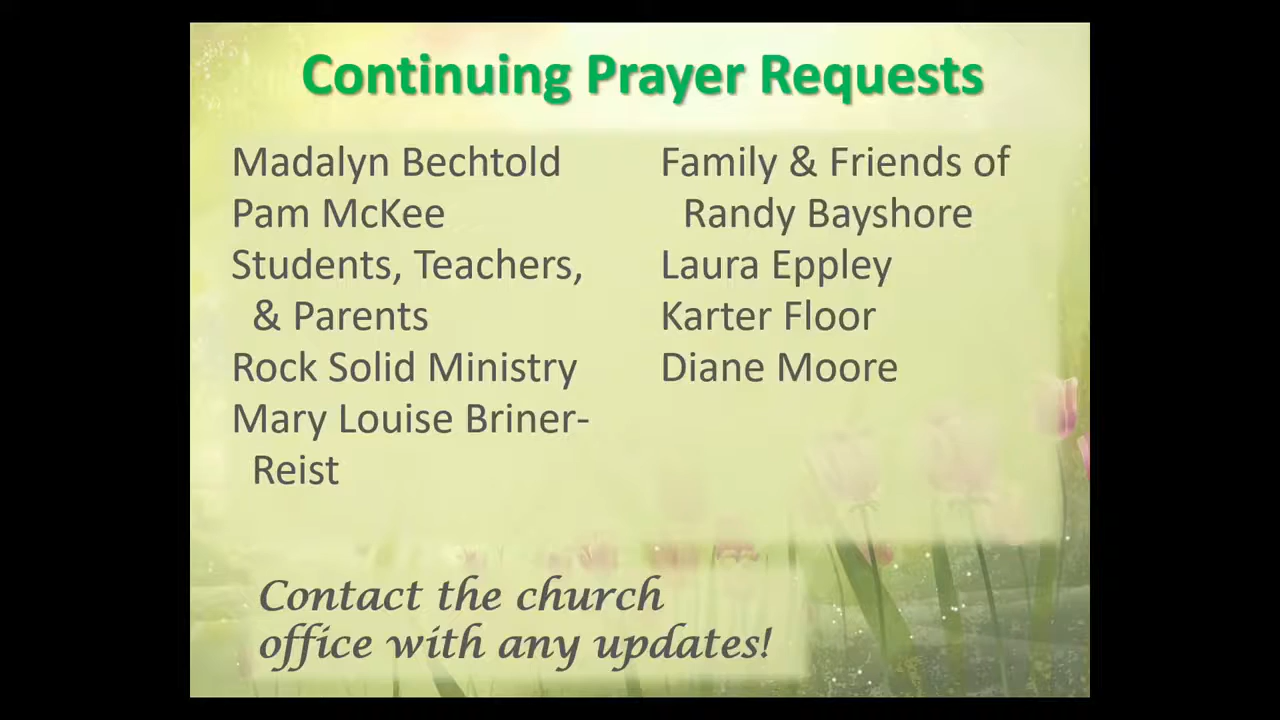 Continuing Prayer Requests
Madalyn Bechtold
Pam McKee
Students, Teachers,
& Parents
Rock Solid Ministry
Mary Louise Briner-
Reist
Family & Friends of
Randy Bayshore
Laura Eppley
Karter Floor
Diane Moore
Contact the church
office with any updates!